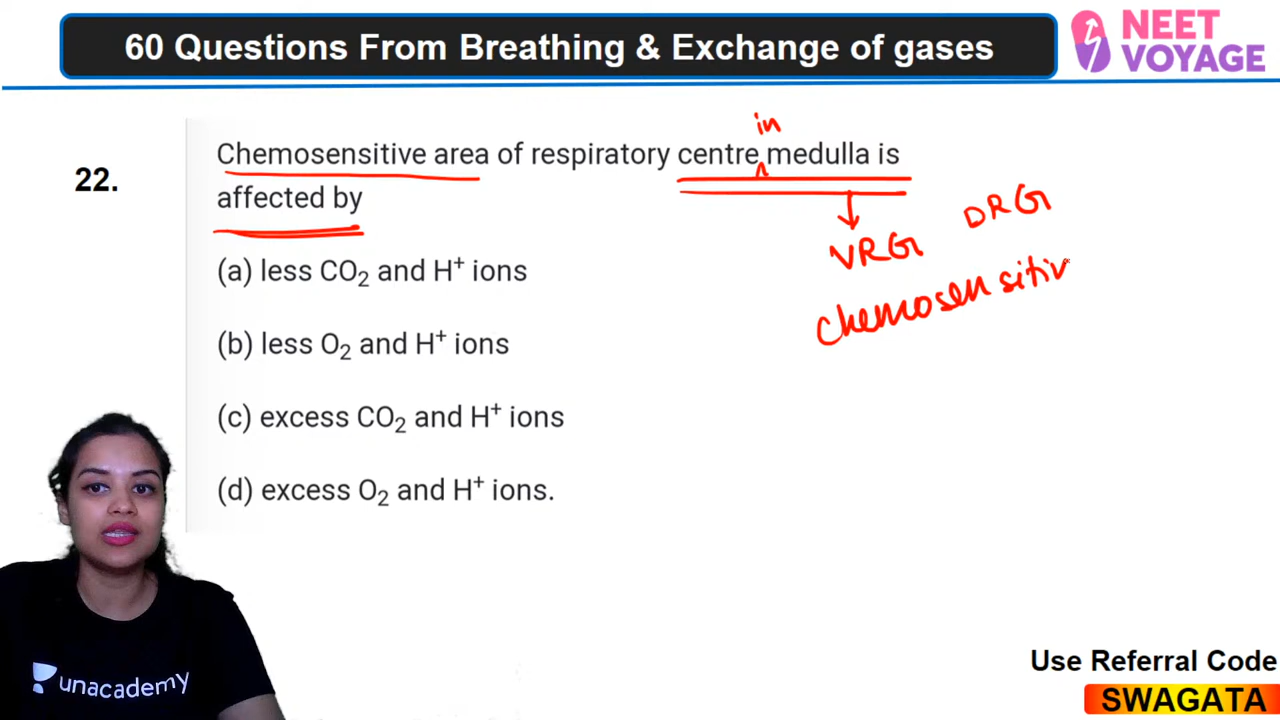 60 Questions From Breathing & Exchange of gases
NEET
VOYAGE
22.
Chemosensitive area of respiratory centre in medulla is
affected by
VRG DRG
chemosensitiv
(a) less CO₂ and H⁺ ions
(b) less O₂ and H⁺ ions
(c) excess CO₂ and H⁺ ions
(d) excess O₂ and H⁺ ions.
unacademy
Use Referral Code
SWAGATA